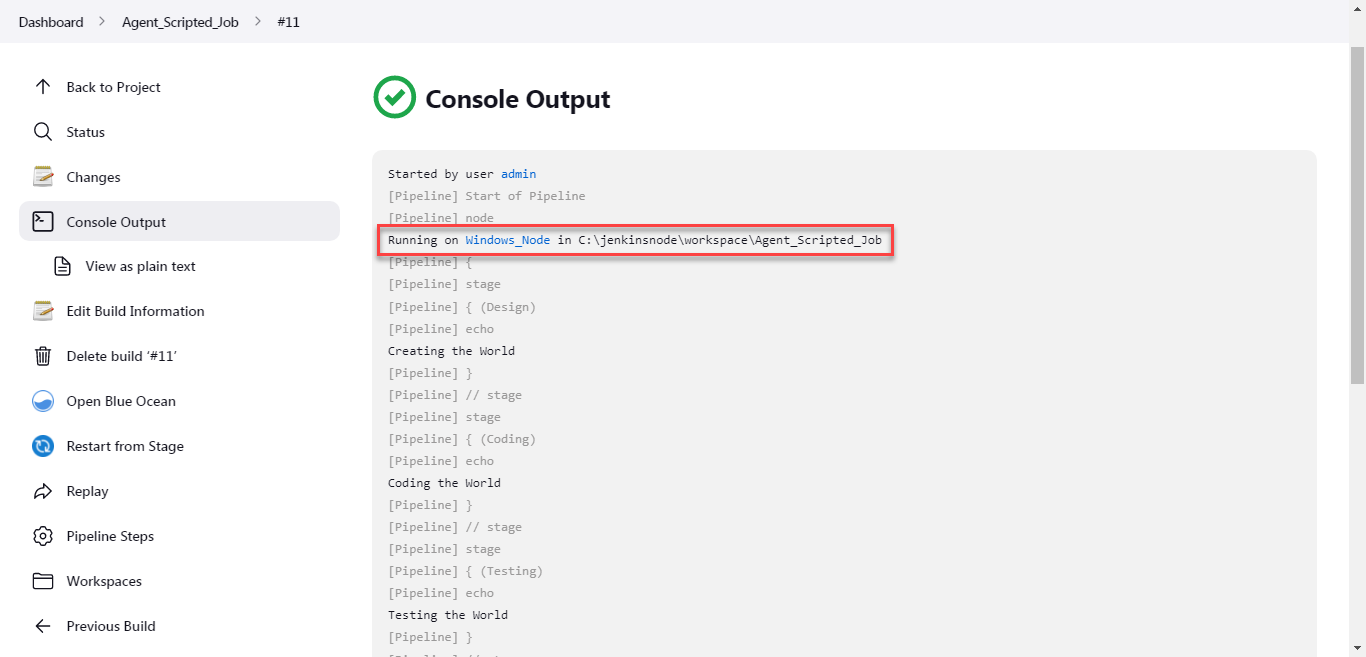 Dashboard > Agent_Scripted_Job > #11
Back to Project
Status
Changes
Console Output
View as plain text
Edit Build Information
Delete build ‘#11’
Open Blue Ocean
Restart from Stage
Replay
Pipeline Steps
Workspaces
Previous Build
Console Output
Started by user admin
[Pipeline] Start of Pipeline
[Pipeline] node
Running on Windows_Node in C:\jenkinsnode\workspace\Agent_Scripted_Job
[Pipeline] {
[Pipeline] stage
[Pipeline] { (Design)
[Pipeline] echo
Creating the World
[Pipeline] }
[Pipeline] // stage
[Pipeline] stage
[Pipeline] { (Coding)
[Pipeline] echo
Coding the World
[Pipeline] }
[Pipeline] // stage
[Pipeline] stage
[Pipeline] { (Testing)
[Pipeline] echo
Testing the World
[Pipeline] }